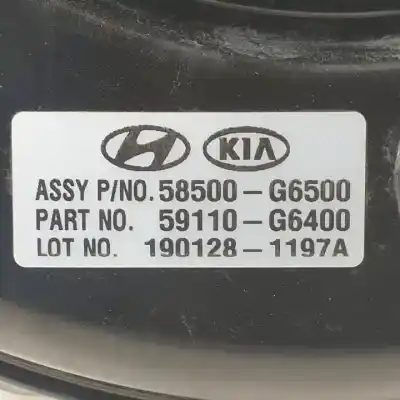 KIA
ASSY P/NO. 58500-G6500
PART NO. 59110-G6400
LOT NO. 190128-1197A